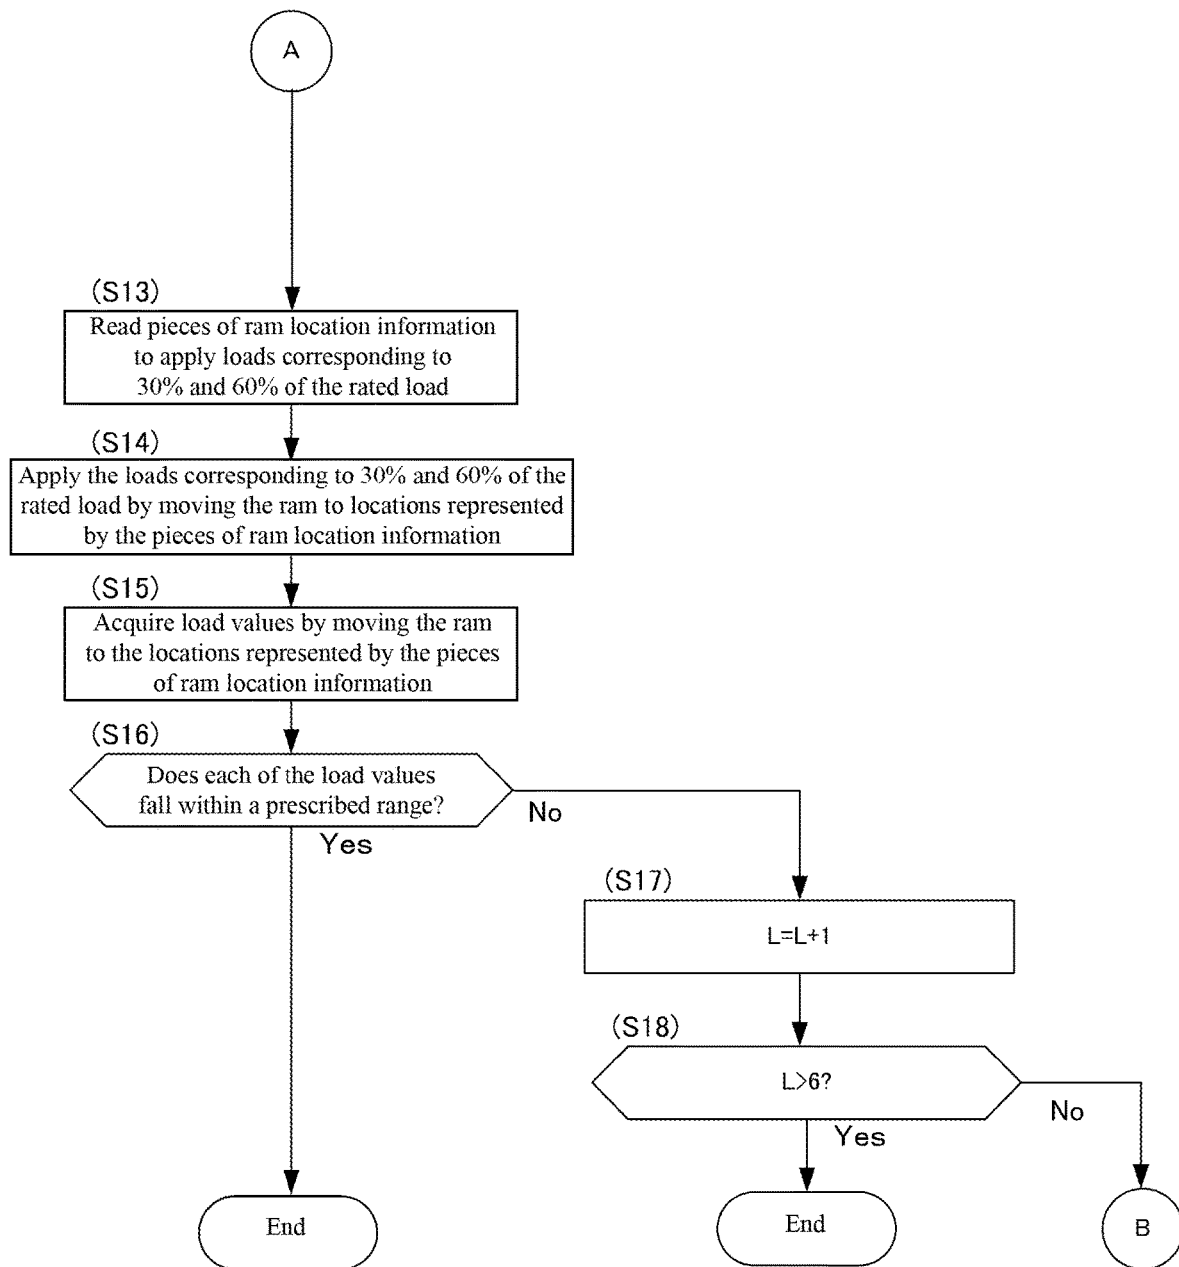 A
(S13)
Read pieces of ram location information
to apply loads corresponding to
30% and 60% of the rated load
(S14)
Apply the loads corresponding to 30% and 60% of the
rated load by moving the ram to locations represented
by the pieces of ram location information
(S15)
Acquire load values by moving the ram
to the locations represented by the pieces
of ram location information
(S16)
Does each of the load values
fall within a prescribed range?
No
Yes
(S17)
L=L+1
(S18)
L>6?
No
Yes
End
End
B